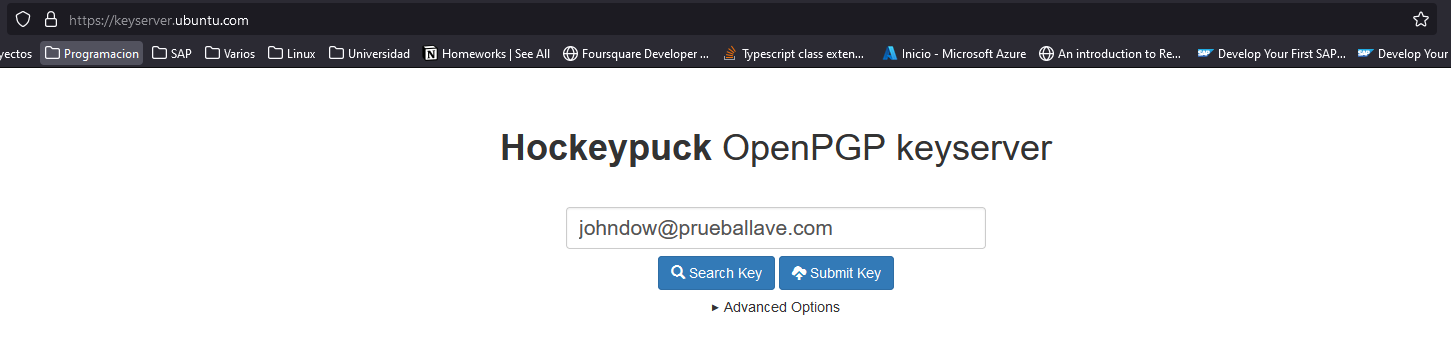 https://keyserver.ubuntu.com
yectos Programacion SAP Varios Linux Universidad Homeworks | See All Foursquare Developer ... Typescript class exten... Inicio - Microsoft Azure An introduction to Re... Develop Your First SAP... Develop Your
Hockeypuck OpenPGP keyserver
johndow@prueballave.com
Search Key Submit Key
▸ Advanced Options